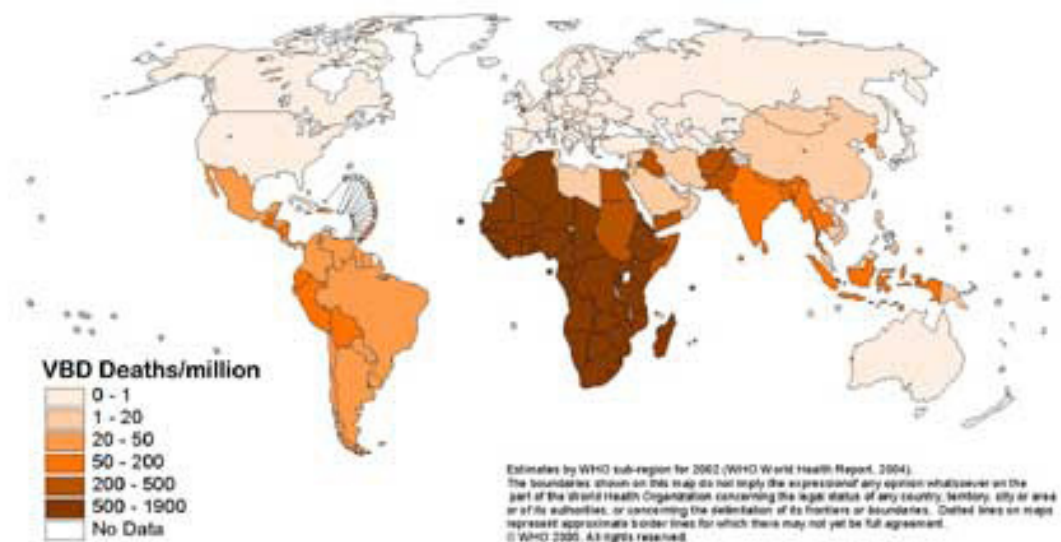 VBD Deaths/million
0 - 1
1 - 20
20 - 50
50 - 200
200 - 500
500 - 1900
No Data
Estimates by WHO sub-region for 2002 (WHO World Health Report, 2004).
The boundaries shown on this map do not imply the expression of any opinion whatsoever on the
part of the World Health Organization concerning the legal status of any country, territory, city or area
or of its authorities, or concerning the delimitation of its frontiers or boundaries. Dotted lines on maps
represent approximate border lines for which there may not yet be full agreement.
© WHO 2005. All rights reserved.